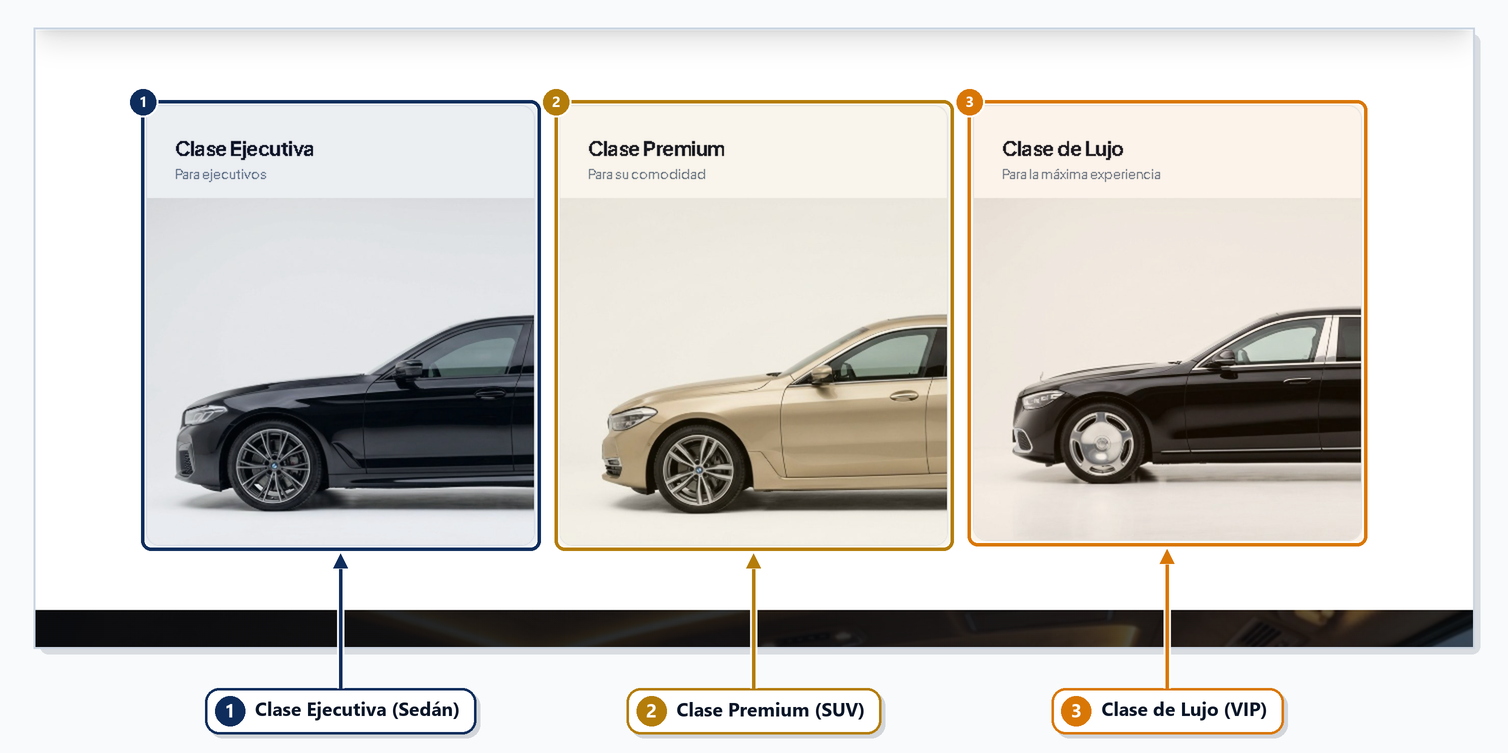 1
Clase Ejecutiva
Para ejecutivos
2
Clase Premium
Para su comodidad
3
Clase de Lujo
Para la máxima experiencia
1 Clase Ejecutiva (Sedán)
2 Clase Premium (SUV)
3 Clase de Lujo (VIP)